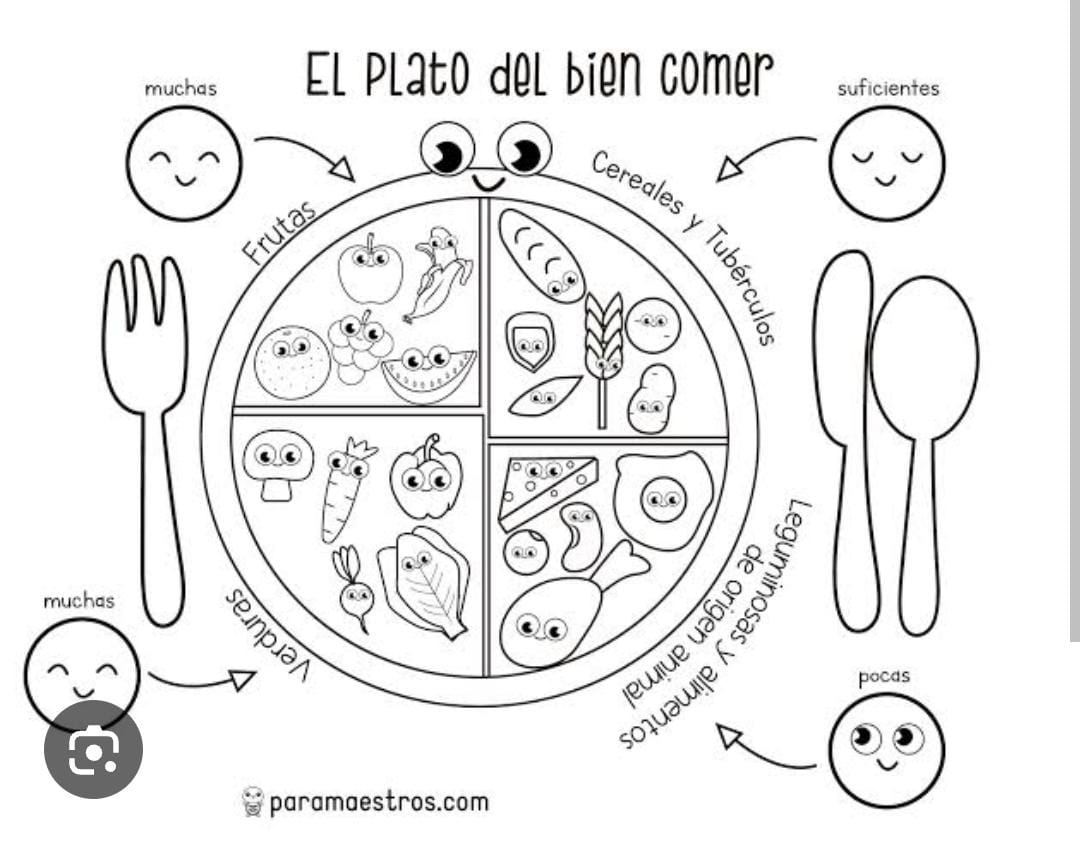 El Plato del bien comer
muchas
suficientes
Frutas
Cereales y Tubérculos
Verduras
Leguminosas y alimentos
de origen animal
muchas
pocas
paramaestros.com